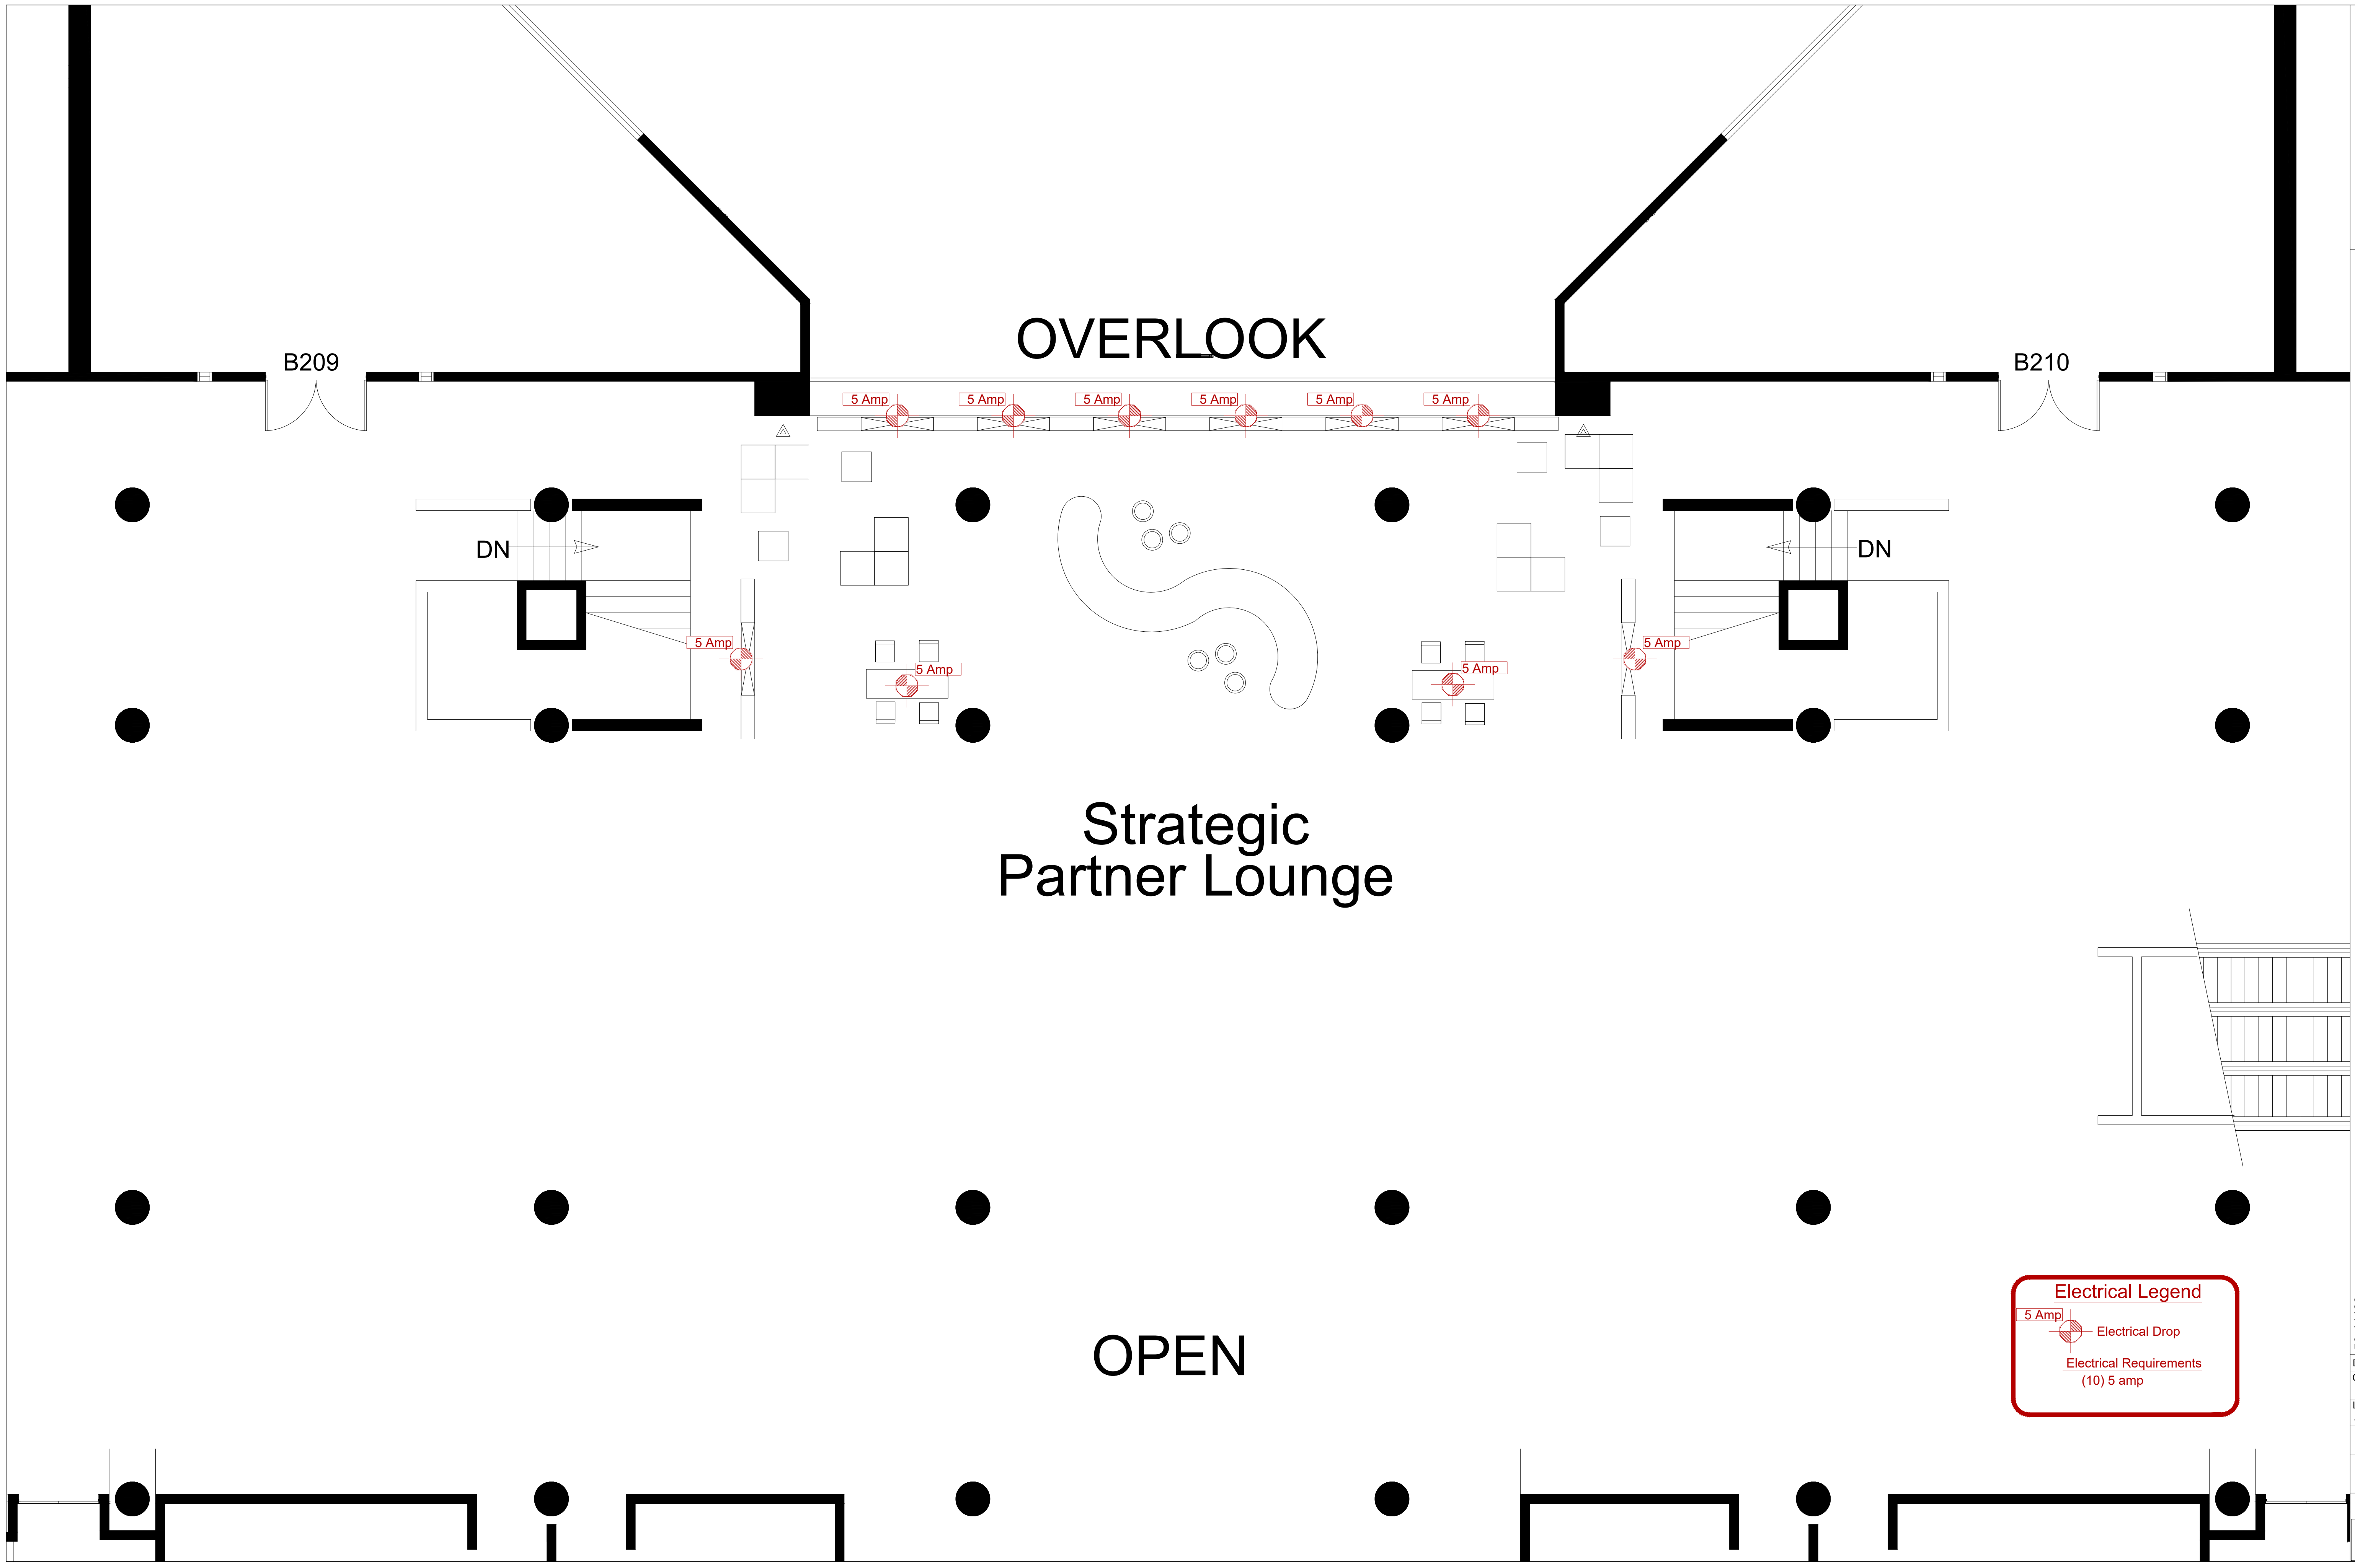 OVERLOOK
B209
B210
5 Amp
5 Amp
5 Amp
5 Amp
5 Amp
5 Amp
DN
DN
5 Amp
5 Amp
5 Amp
5 Amp
Strategic
Partner Lounge
OPEN
Electrical Legend
5 Amp
Electrical Drop
Electrical Requirements
(10) 5 amp